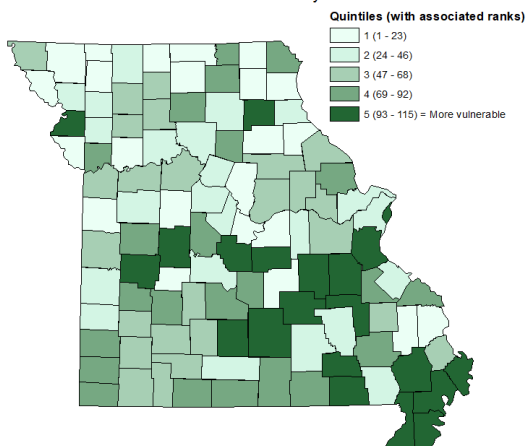 Quintiles (with associated ranks)
1 (1 - 23)
2 (24 - 46)
3 (47 - 68)
4 (69 - 92)
5 (93 - 115) = More vulnerable